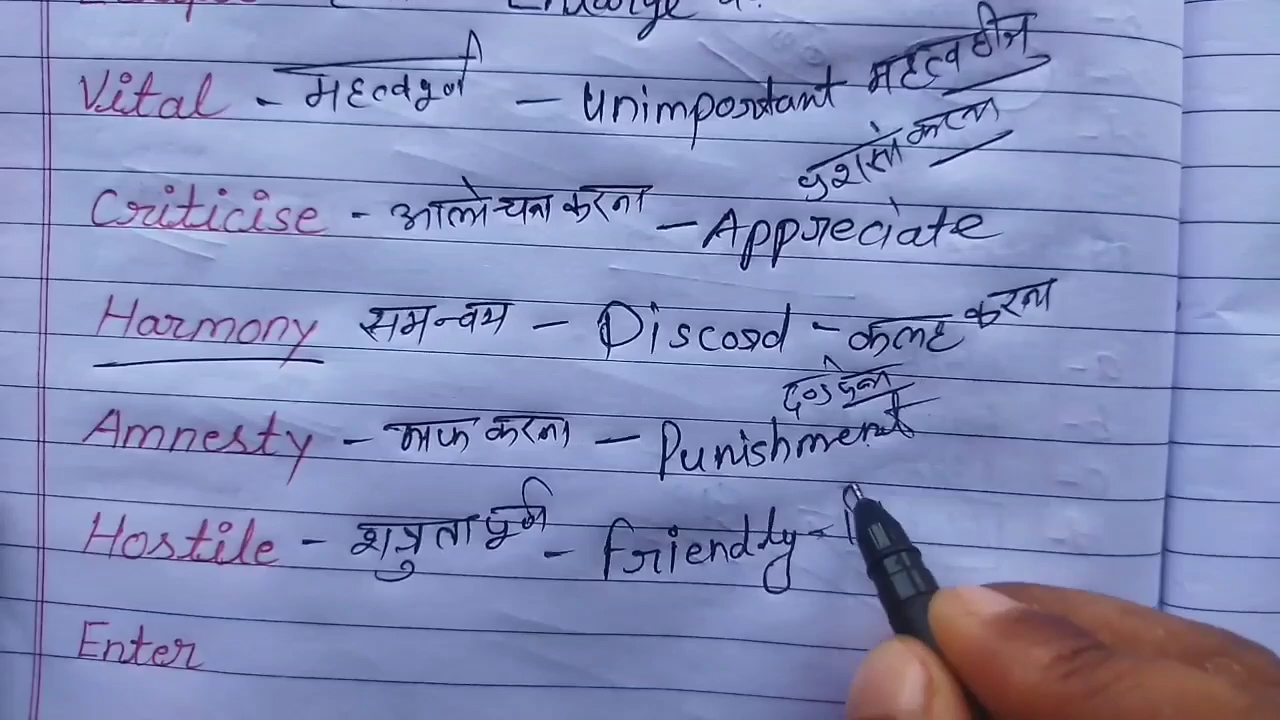 Enlarge
Vital - महत्वपूर्ण - Unimportant महत्वहीन
प्रशंसा करना
Criticise - आलोचना करना - Appreciate
Harmony समन्वय - Discord - कलह करना
दण्ड देना
Amnesty - माफ करना - Punishment
Hostile - शत्रुतापूर्ण - friendly -
Enter